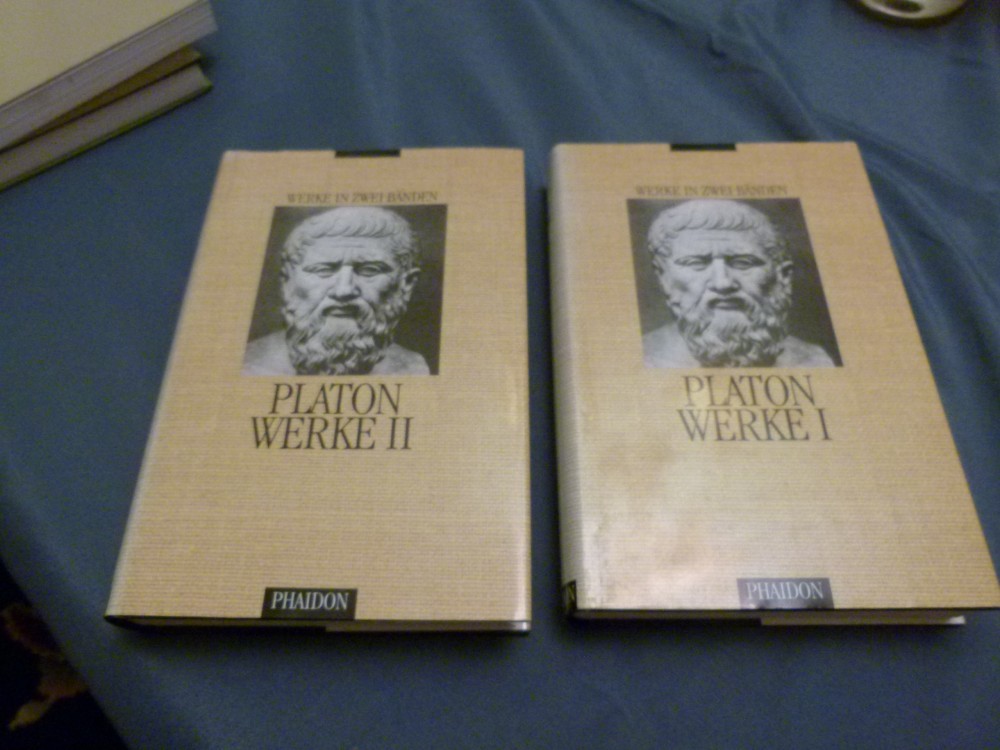 WERKE IN ZWEI BÄNDEN
PLATON
WERKE II
PHAIDON
WERKE IN ZWEI BÄNDEN
PLATON
WERKE I
PHAIDON